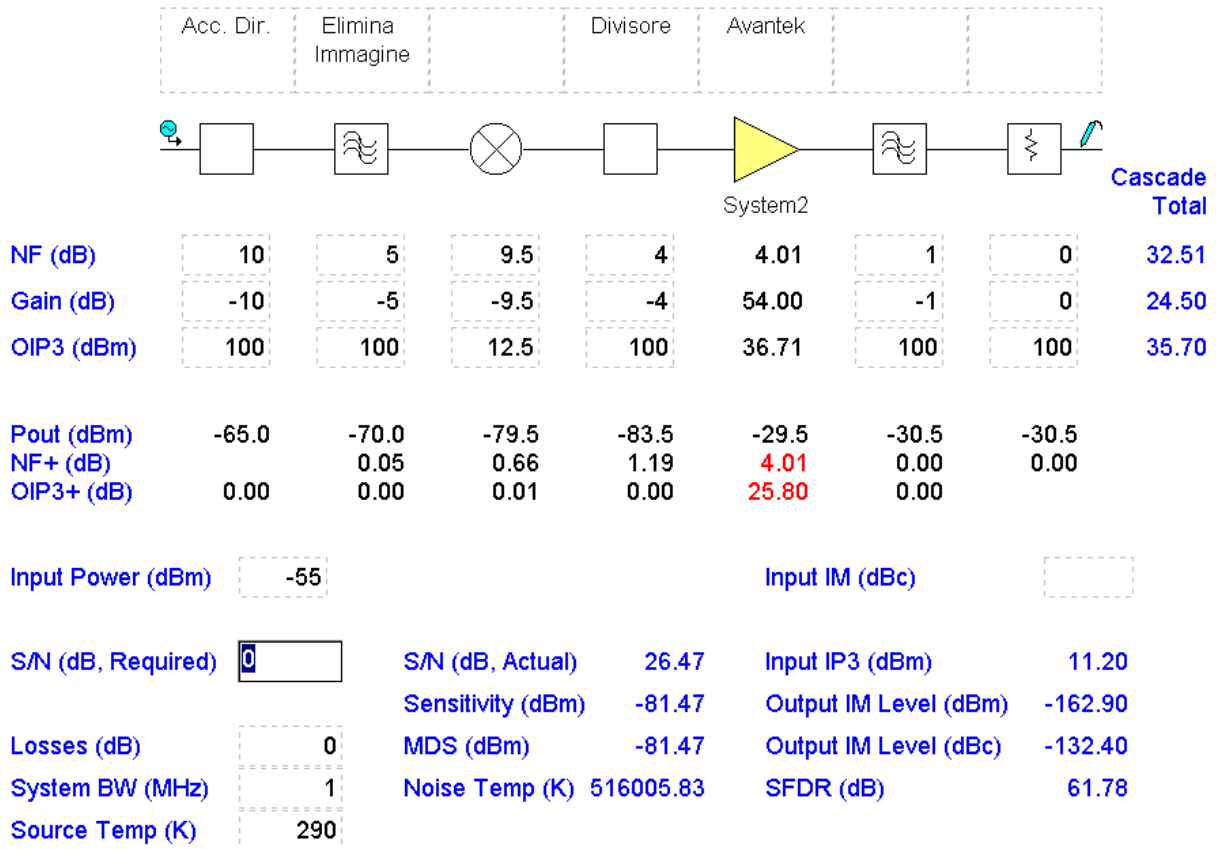 Acc. Dir. Elimina Immagine Divisore Avantek
System2
Cascade Total
NF (dB) 10 5 9.5 4 4.01 1 0 32.51
Gain (dB) -10 -5 -9.5 -4 54.00 -1 0 24.50
OIP3 (dBm) 100 100 12.5 100 36.71 100 100 35.70
Pout (dBm) -65.0 -70.0 -79.5 -83.5 -29.5 -30.5 -30.5
NF+ (dB) 0.05 0.66 1.19 4.01 0.00 0.00
OIP3+ (dB) 0.00 0.00 0.01 0.00 25.80 0.00
Input Power (dBm) -55 Input IM (dBc)
S/N (dB, Required) 0 S/N (dB, Actual) 26.47 Input IP3 (dBm) 11.20
Sensitivity (dBm) -81.47 Output IM Level (dBm) -162.90
Losses (dB) 0 MDS (dBm) -81.47 Output IM Level (dBc) -132.40
System BW (MHz) 1 Noise Temp (K) 516005.83 SFDR (dB) 61.78
Source Temp (K) 290